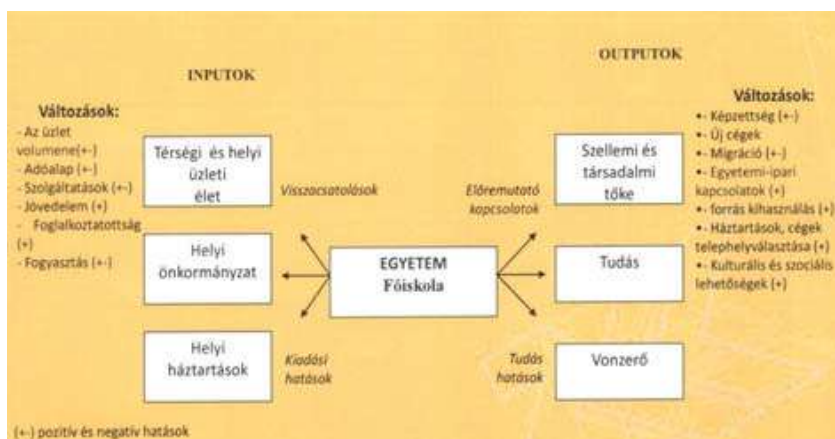 INPUTOK
OUTPUTOK
Változások:
- Az üzlet
volumene(+-)
- Adóalap (+-)
- Szolgáltatások (+-)
- Jövedelem (+)
- Foglalkoztatottság
(+)
- Fogyasztás (+-)
Térségi és helyi
üzleti
élet
Helyi
önkormányzat
Helyi
háztartások
Visszacsatolások
Kiadási
hatások
EGYETEM
Főiskola
Előremutató
kapcsolatok
Tudás
hatások
Szellemi és
társadalmi
tőke
Tudás
Vonzerő
Változások:
•- Képzettség (+-)
•- Új cégek
•- Migráció (+-)
•- Egyetemi-ipari
kapcsolatok (+)
•- forrás kihasználás (+)
•- Háztartások, cégek
telephelyválasztása (+)
•- Kulturális és szociális
lehetőségek (+)
(+-) pozitív és negatív hatások